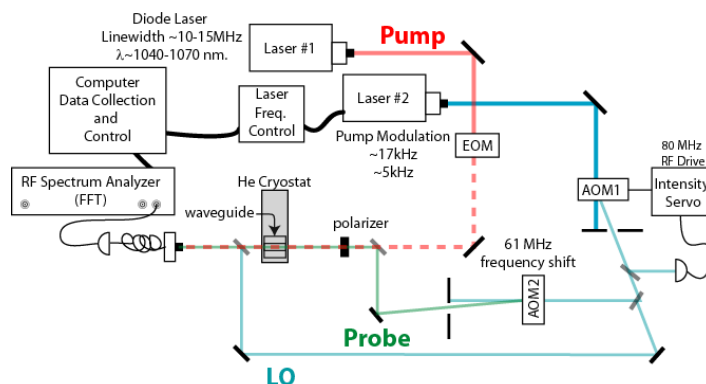 Diode Laser
Linewidth ~10-15MHz
λ~1040-1070 nm.
Laser #1
Pump
Computer
Data Collection
and
Control
Laser
Freq.
Control
Laser #2
Pump Modulation
~17kHz
~5kHz
EOM
80 MHz
RF Drive
AOM1
Intensity
Servo
RF Spectrum Analyzer
(FFT)
He Cryostat
waveguide
polarizer
61 MHz
frequency shift
AOM2
Probe
LO